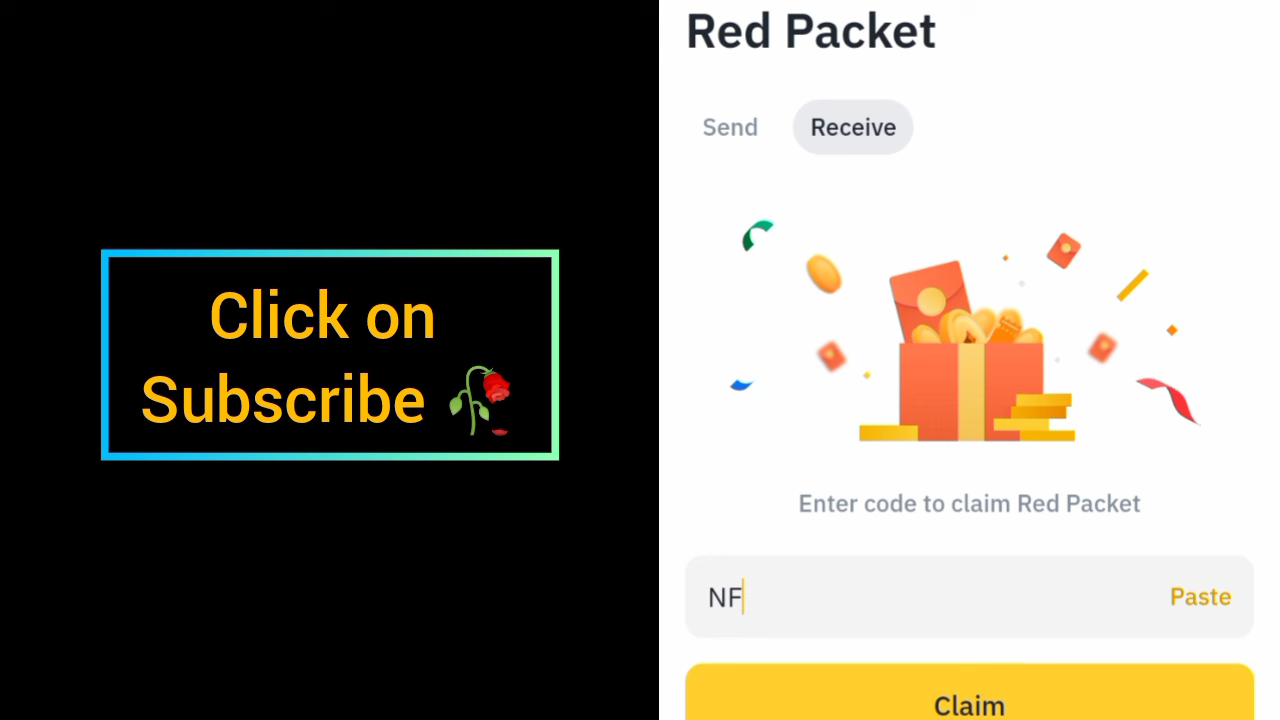 Click on
Subscribe 🥀
Red Packet
Send
Receive
Enter code to claim Red Packet
NF
Paste
Claim